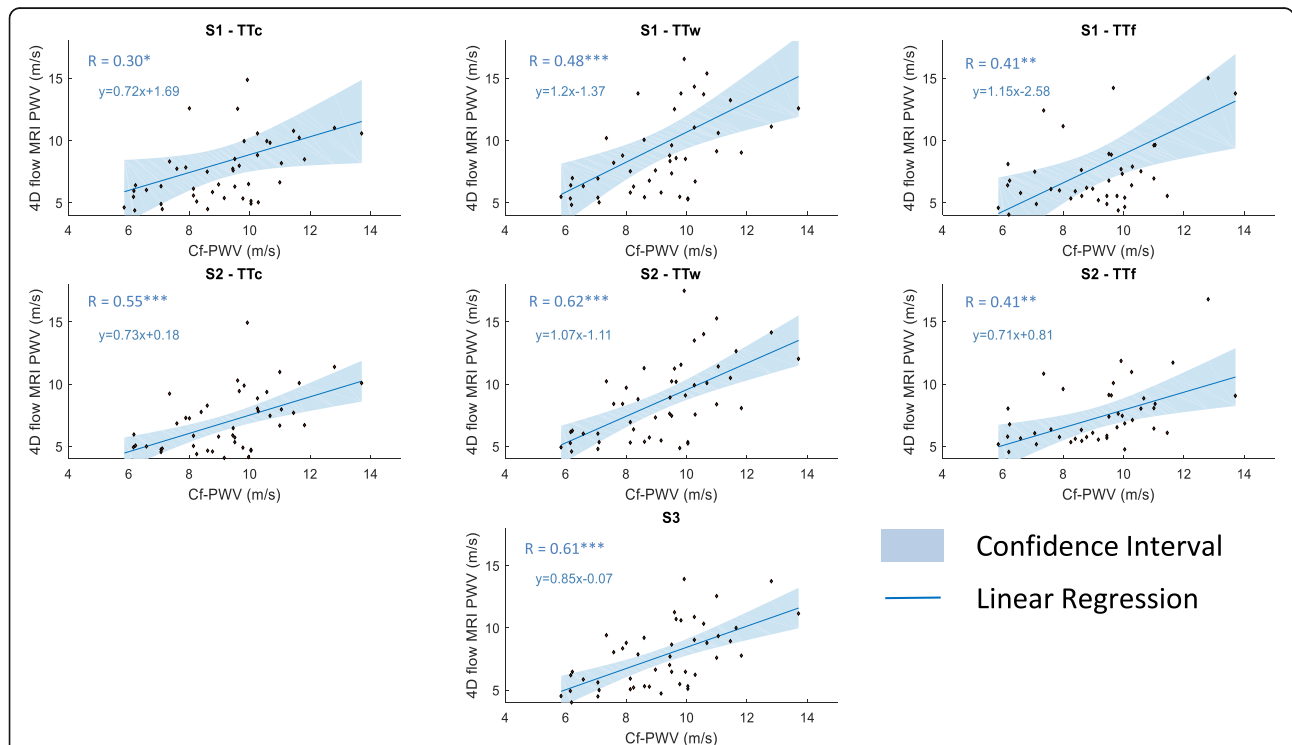 S1 - TTc
R = 0.30*
y=0.72x+1.69
4D flow MRI PWV (m/s)
15
10
5
4 6 8 10 12 14
Cf-PWV (m/s)
S1 - TTw
R = 0.48***
y=1.2x-1.37
4D flow MRI PWV (m/s)
15
10
5
4 6 8 10 12 14
Cf-PWV (m/s)
S1 - TTf
R = 0.41**
y=1.15x-2.58
4D flow MRI PWV (m/s)
15
10
5
4 6 8 10 12 14
Cf-PWV (m/s)
S2 - TTc
R = 0.55***
y=0.73x+0.18
4D flow MRI PWV (m/s)
15
10
5
4 6 8 10 12 14
Cf-PWV (m/s)
S2 - TTw
R = 0.62***
y=1.07x-1.11
4D flow MRI PWV (m/s)
15
10
5
4 6 8 10 12 14
Cf-PWV (m/s)
S2 - TTf
R = 0.41**
y=0.71x+0.81
4D flow MRI PWV (m/s)
15
10
5
4 6 8 10 12 14
Cf-PWV (m/s)
S3
R = 0.61***
y=0.85x-0.07
4D flow MRI PWV (m/s)
15
10
5
4 6 8 10 12 14
Cf-PWV (m/s)
Confidence Interval
Linear Regression